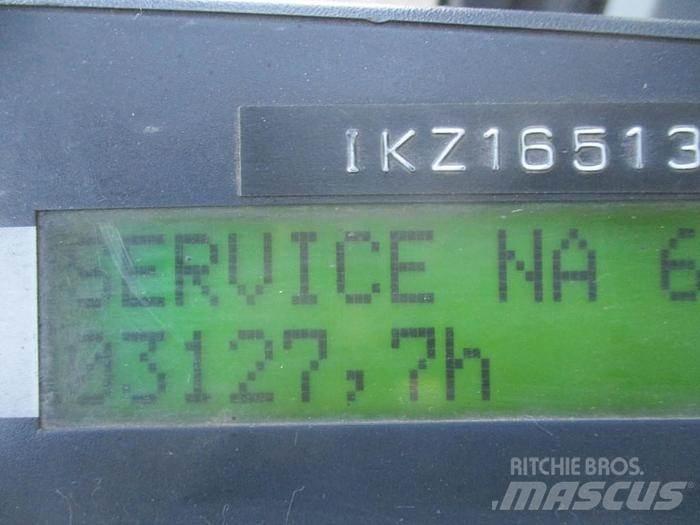 IKZ16513
SERVICE NA 6
03127,7h
RITCHIE BROS.
MASCUS